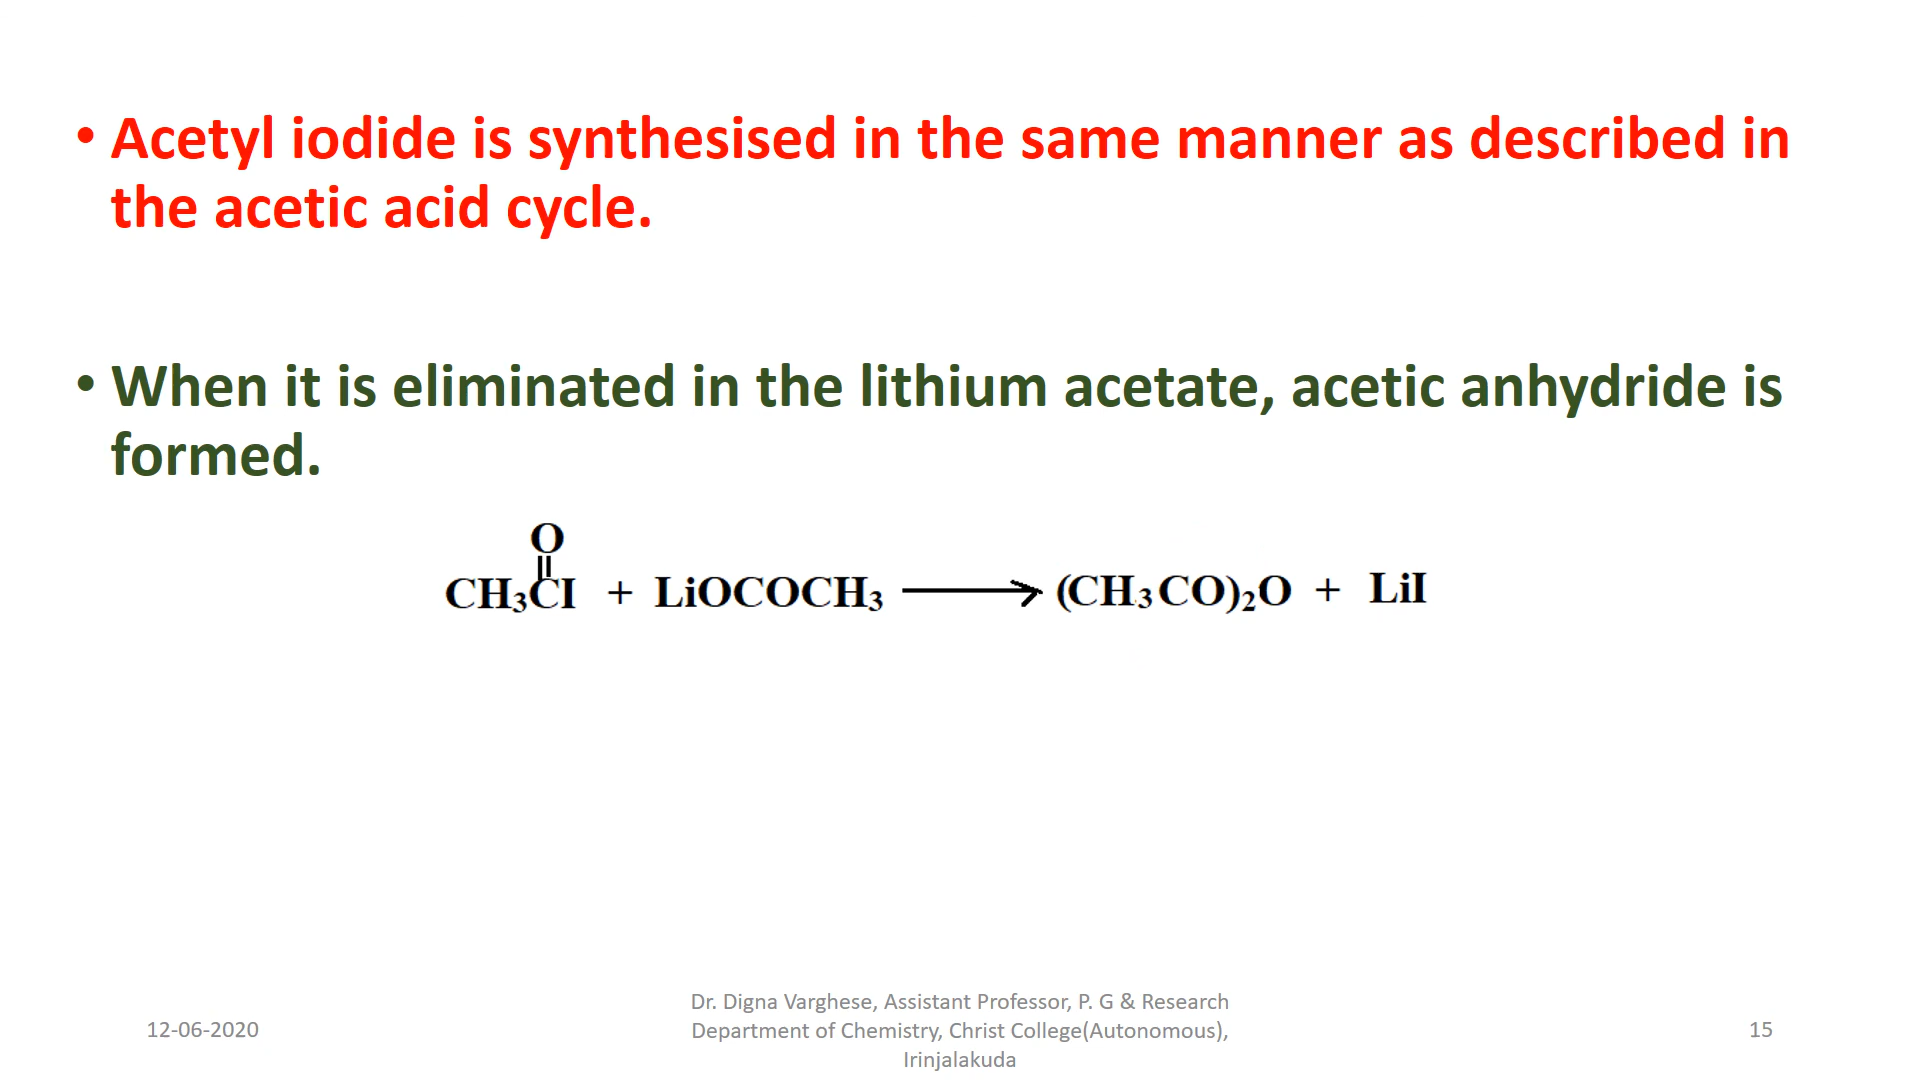 • Acetyl iodide is synthesised in the same manner as described in
the acetic acid cycle.
• When it is eliminated in the lithium acetate, acetic anhydride is
formed.
O
CH₃CI + LiOCOCH₃ ⟶ (CH₃CO)₂O + LiI
12-06-2020
Dr. Digna Varghese, Assistant Professor, P. G & Research
Department of Chemistry, Christ College(Autonomous),
Irinjalakuda
15